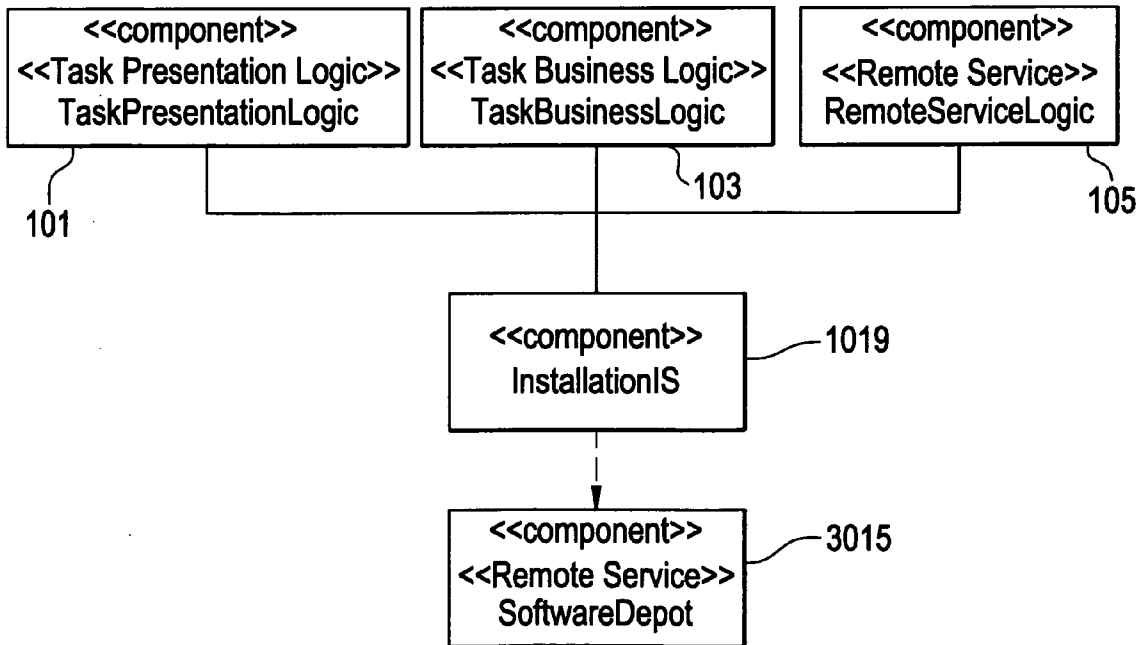 <<component>>
<<Task Presentation Logic>>
TaskPresentationLogic
<<component>>
<<Task Business Logic>>
TaskBusinessLogic
<<component>>
<<Remote Service>>
RemoteServiceLogic
101
103
105
<<component>>
InstallationIS
1019
<<component>>
<<Remote Service>>
SoftwareDepot
3015